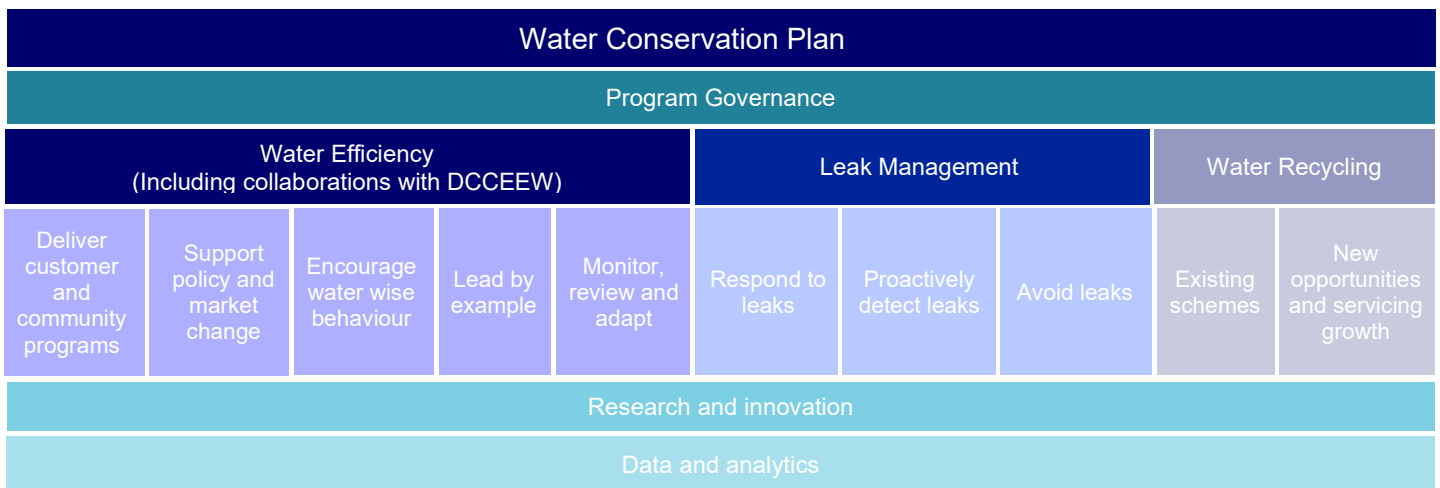 Water Conservation Plan
Program Governance
Water Efficiency
(Including collaborations with DCCEEW)
Leak Management
Water Recycling
Deliver
customer
and
community
programs
Support
policy and
market
change
Encourage
water wise
behaviour
Lead by
example
Monitor,
review and
adapt
Respond to
leaks
Proactively
detect leaks
Avoid leaks
Existing
schemes
New
opportunities
and servicing
growth
Research and innovation
Data and analytics